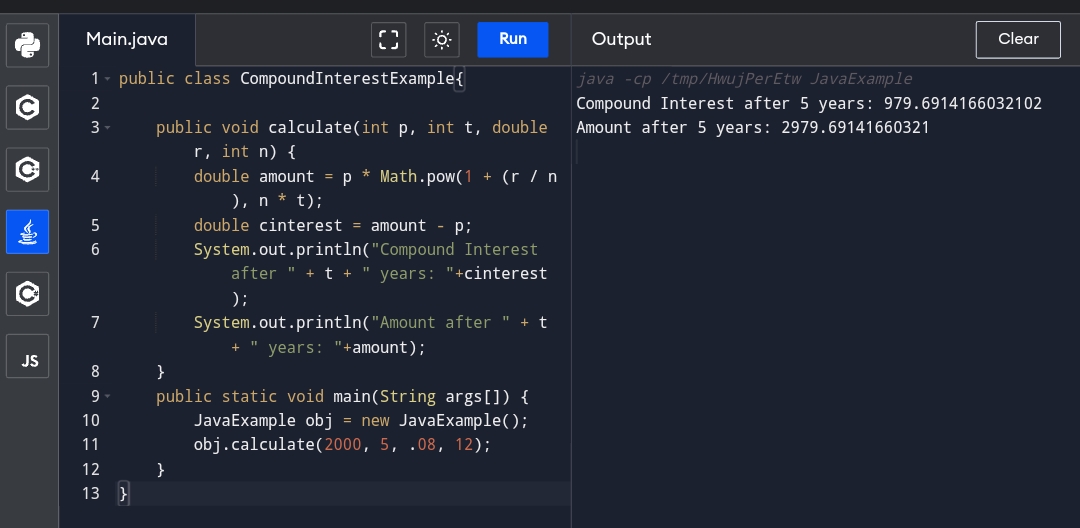 Main.java
Run
Output
Clear
JS
1 public class CompoundInterestExample{
2
3 public void calculate(int p, int t, double
r, int n) {
4 double amount = p * Math.pow(1 + (r / n
), n * t);
5 double cinterest = amount - p;
6 System.out.println("Compound Interest
after " + t + " years: "+cinterest
);
7 System.out.println("Amount after " + t
+ " years: "+amount);
8 }
9 public static void main(String args[]) {
10 JavaExample obj = new JavaExample();
11 obj.calculate(2000, 5, .08, 12);
12 }
13 }
java -cp /tmp/HwujPerEtw JavaExample
Compound Interest after 5 years: 979.6914166032102
Amount after 5 years: 2979.69141660321